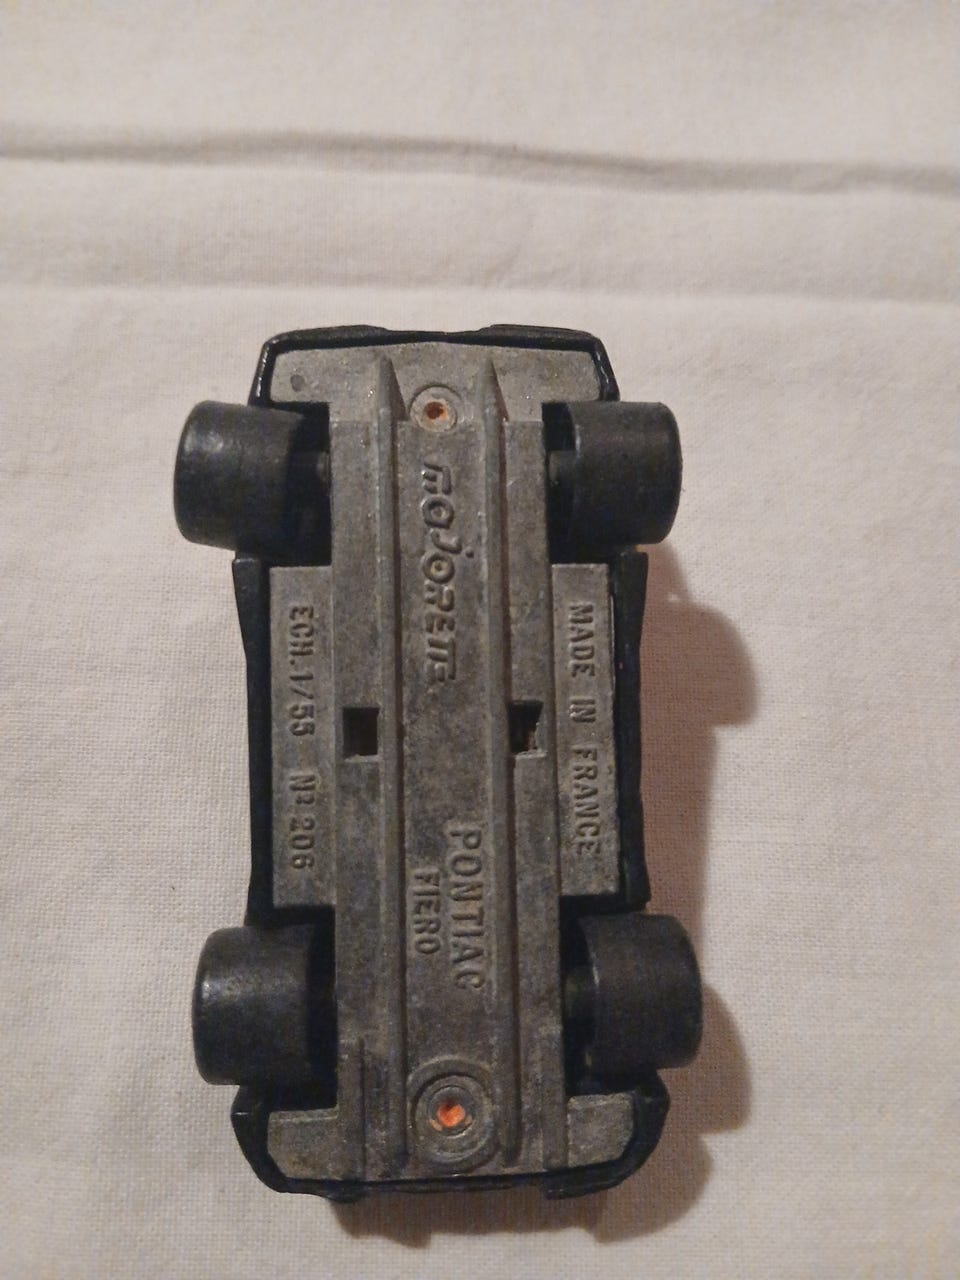 MADE IN FRANCE
majorette
PONTIAC
FIERO
ECH. 1/55 Nº 206